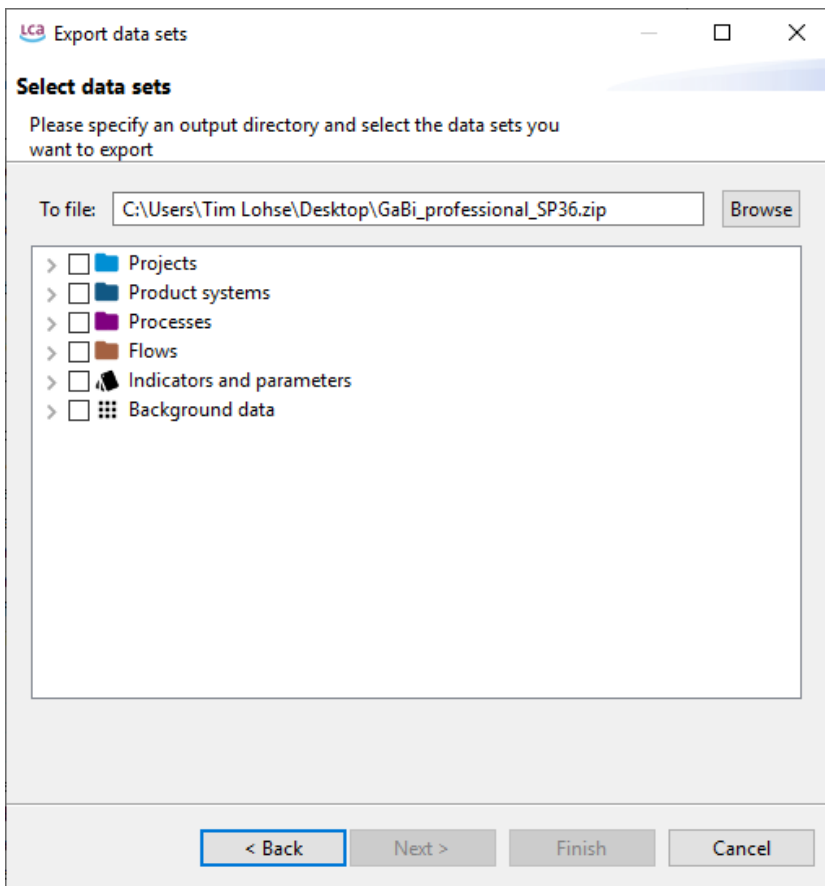 LCA Export data sets
Select data sets
Please specify an output directory and select the data sets you
want to export
To file: C:\Users\Tim Lohse\Desktop\GaBi_professional_SP36.zip Browse
Projects
Product systems
Processes
Flows
Indicators and parameters
Background data
< Back Next > Finish Cancel